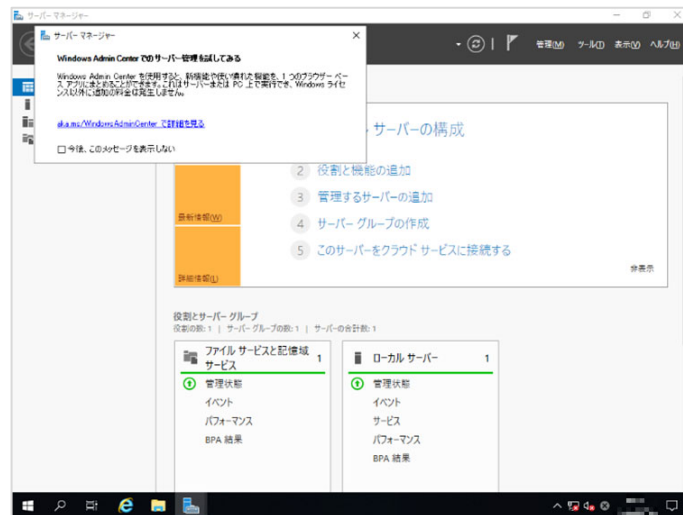 サーバー マネージャー
サーバー マネージャー
管理(M) ツール(T) 表示(V) ヘルプ(H)
Windows Admin Center でのサーバー管理を試してみる
Windows Admin Center を使用すると、新機能や使い慣れた機能を、1 つのブラウザー ベー
ス アプリにまとめることができます。これはサーバーまたは PC 上で実行でき、Windows ライセ
ンス以外に追加の料金は発生しません。
aka.ms/WindowsAdminCenter で詳細を見る
今後、このメッセージを表示しない
サーバーの構成
2 役割と機能の追加
3 管理するサーバーの追加
最新情報(W)
4 サーバー グループの作成
5 このサーバーをクラウド サービスに接続する
非表示
詳細情報(L)
役割とサーバー グループ
役割の数: 1 | サーバー グループの数: 1 | サーバーの合計数: 1
ファイル サービスと記憶域
サービス
1
管理状態
イベント
パフォーマンス
BPA 結果
ローカル サーバー 1
管理状態
イベント
サービス
パフォーマンス
BPA 結果